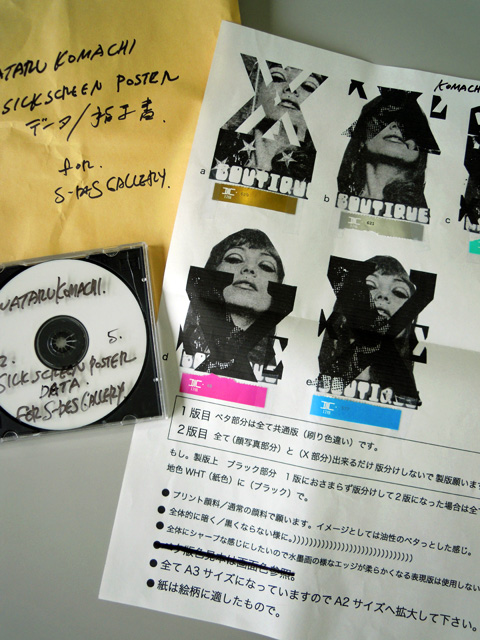 WATARU KOMACHI
SICKSCREEN POSTER
データ/指示書
for
S-DES GALLERY.
WATARU KOMACHI.
2. 5.
SICKSCREEN POSTER
DATA.
FOR S-DES GALLERY
KOMACHI
a
BOUTIQUE
b
BOUTIQUE
c
d
BOUTIQUE
e
BOUTIQUE
1版目 ベタ部分は全て共通版(刷り色違い)です。
2版目 全て(顔写真部分)と(X部分)出来るだけ版分けしないで製版願いま
もし。製版上 ブラック部分 1版におさまらず版分けして2版になった場合は全
地色WHT(紙色)に(ブラック)で。
●プリント顔料/通常の顔料で願います。イメージとしては油性のベタっとした感じ。
●全体的に暗く/黒くならない様に。))))))))))))))))))))))))))))))
●全体にシャープな感じにしたいので水墨画の様なエッジが柔らかくなる表現版は使用しない
●全てA3サイズになっていますのでA2サイズへ拡大して下さい。
●紙は絵柄に適したもので。